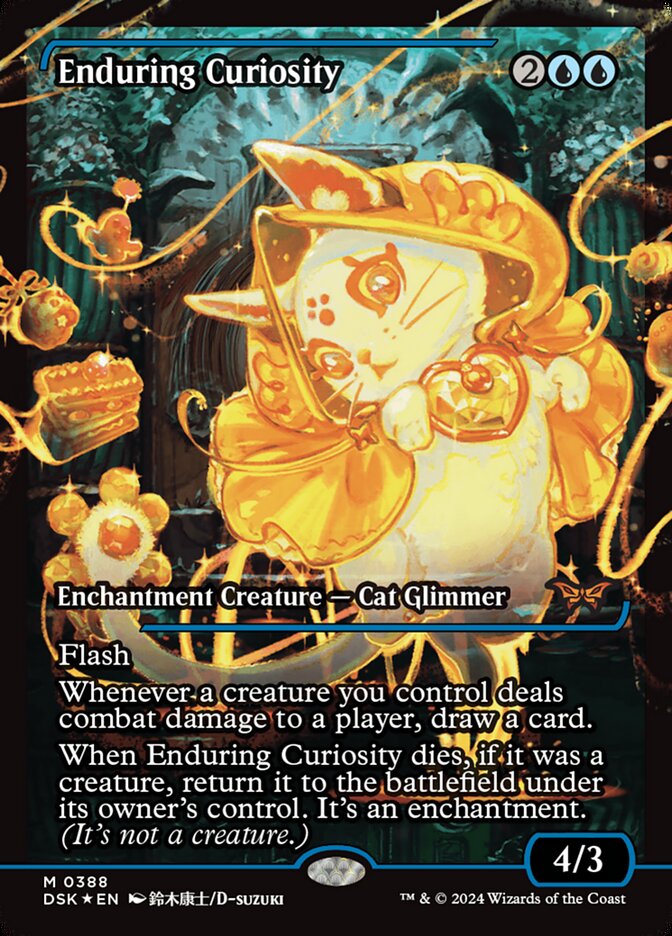 Enduring Curiosity 2
Enchantment Creature — Cat Glimmer
Flash
Whenever a creature you control deals
combat damage to a player, draw a card.
When Enduring Curiosity dies, if it was a
creature, return it to the battlefield under
its owner's control. It's an enchantment.
(It's not a creature.)
4/3
M 0388
DSK★EN 鈴木康士/D-SUZUKI
™ & © 2024 Wizards of the Coast